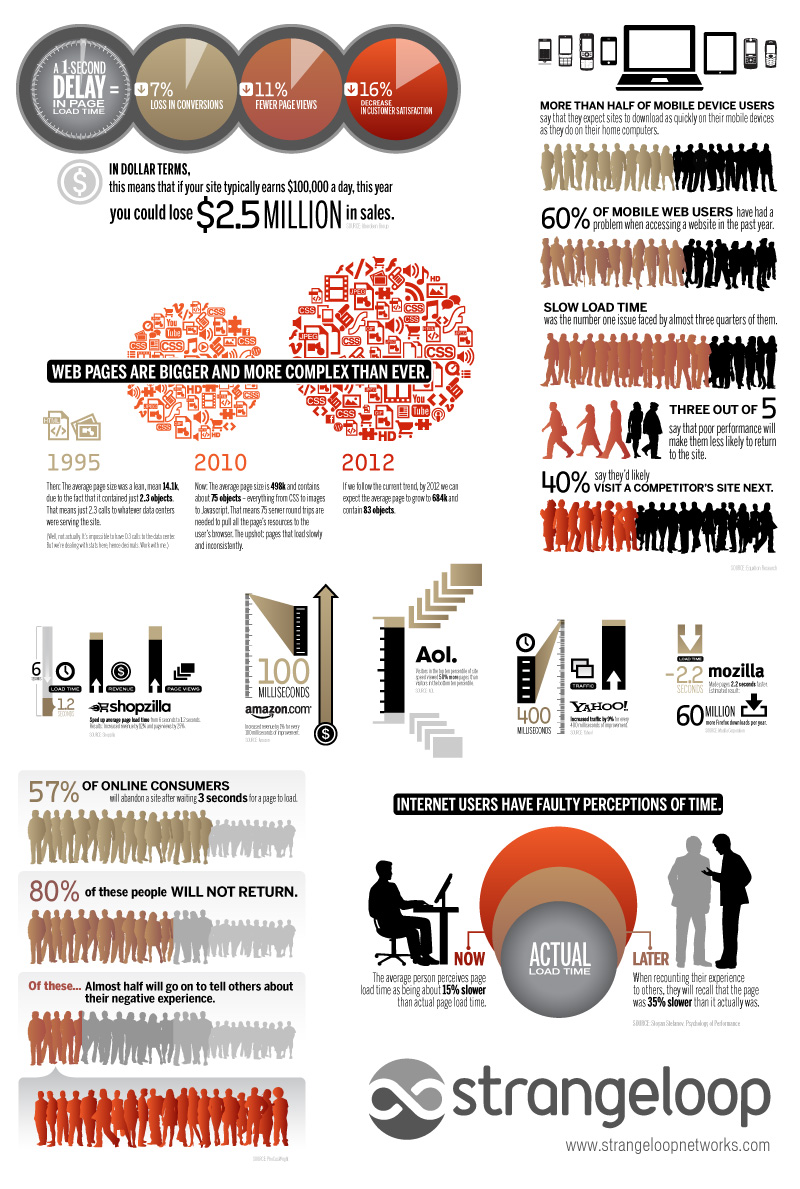 A 1-SECOND
DELAY
IN PAGE
LOAD TIME
=
7%
LOSS IN CONVERSIONS
11%
FEWER PAGE VIEWS
16%
DECREASE
IN CUSTOMER SATISFACTION
IN DOLLAR TERMS,
this means that if your site typically earns $100,000 a day, this year
you could lose $2.5 MILLION in sales.
MORE THAN HALF OF MOBILE DEVICE USERS
say that they expect sites to download as quickly on their mobile devices
as they do on their home computers.
60% OF MOBILE WEB USERS have had a
problem when accessing a website in the past year.
SLOW LOAD TIME
was the number one issue faced by almost three quarters of them.
THREE OUT OF 5
say that poor performance will
make them less likely to return
to the site.
40% say they'd likely
VISIT A COMPETITOR'S SITE NEXT.
SOURCE: Equation Research
WEB PAGES ARE BIGGER AND MORE COMPLEX THAN EVER.
1995
Then: The average page size was a lean, mean 14.1k,
due to the fact that it contained just 2.3 objects.
That means just 2.3 calls to whatever data centers
were serving the site.
(Well, not actually. It's impossible to have 0.3 calls to the data center.
But we're dealing with stats here; hence decimals. Work with me.)
2010
Now: The average page size is 498k and contains
about 75 objects – everything from CSS to images
to Javascript. That means 75 server round trips are
needed to pull all the page's resources to the
user's browser. The upshot: pages that load slowly
and inconsistently.
2012
If we follow the current trend, by 2012 we can
expect the average page to grow to 684k and
contain 83 objects.
6
SECONDS
1.2
SECONDS
LOAD TIME
REVENUE
PAGE VIEWS
shopzilla
Sped up average page load time from 6 seconds to 1.2 seconds.
Results: increased revenue by 12% and page views by 25%.
SOURCE: Shopzilla
100
MILLISECONDS
amazon.com
Increased revenue by 1% for every
100 milliseconds of improvement.
SOURCE: Amazon
Aol.
Visitors in the top ten percentile of site
speed viewed 50% more pages than
visitors in the bottom ten percentile.
SOURCE: AOL
400
MILLISECONDS
TRAFFIC
YAHOO!
Increased traffic by 9% for every
400 milliseconds of improvement.
SOURCE: Yahoo!
LOAD TIME
-2.2
SECONDS
mozilla
Made pages 2.2 seconds faster.
Estimated result:
60 MILLION
more Firefox downloads per year.
57% OF ONLINE CONSUMERS
will abandon a site after waiting 3 seconds for a page to load.
80% of these people WILL NOT RETURN.
Of these... Almost half will go on to tell others about
their negative experience.
SOURCE: PhoCusWright
INTERNET USERS HAVE FAULTY PERCEPTIONS OF TIME.
NOW
The average person perceives page
load time as being about 15% slower
than actual page load time.
ACTUAL
LOAD TIME
LATER
When recounting their experience
to others, they will recall that the page
was 35% slower than it actually was.
SOURCE: Stoyan Stefanov, Psychology of Performance
strangeloop
www.strangeloopnetworks.com